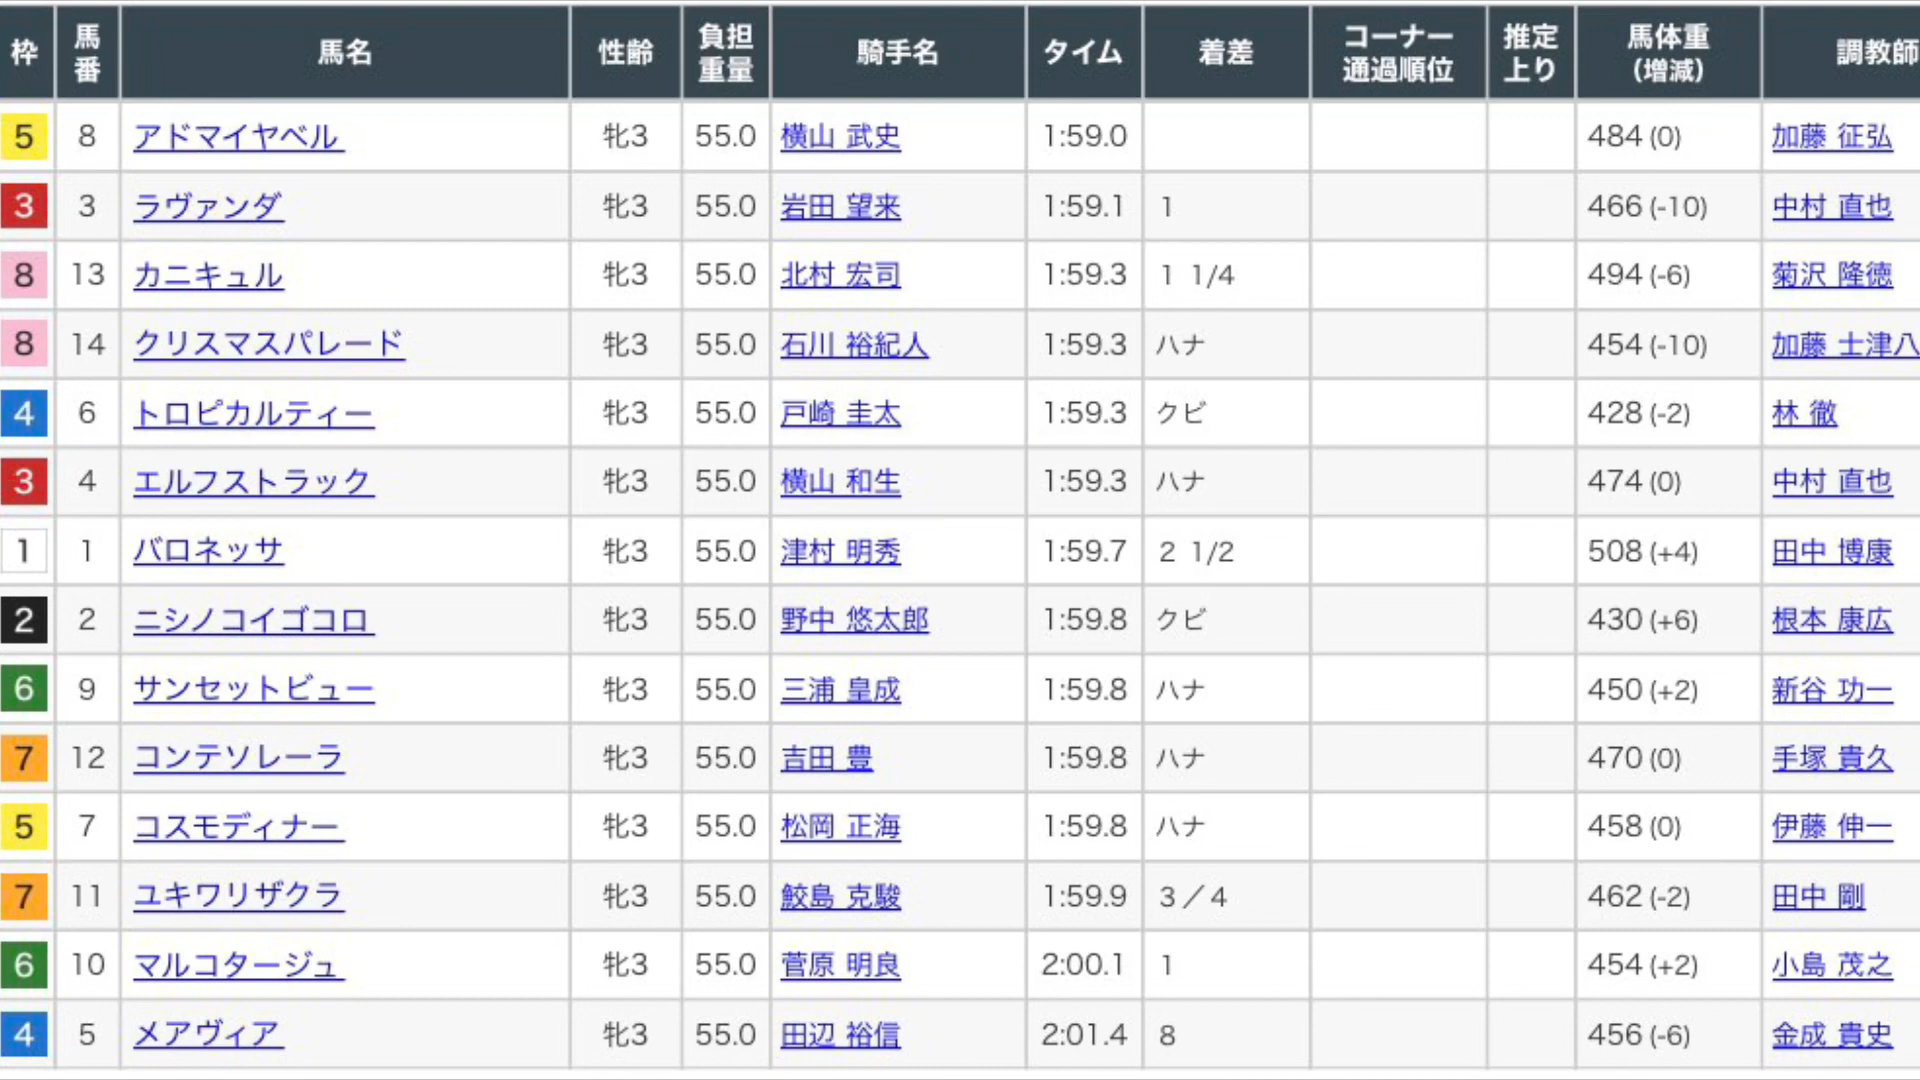 枠 馬番 馬名 性齢 負担重量 騎手名 タイム 着差 コーナー通過順位 推定上り 馬体重(増減) 調教師
5 8 アドマイヤベル 牝3 55.0 横山 武史 1:59.0 484 (0) 加藤 征弘
3 3 ラヴァンダ 牝3 55.0 岩田 望来 1:59.1 1 466 (-10) 中村 直也
8 13 カニキュル 牝3 55.0 北村 宏司 1:59.3 1 1/4 494 (-6) 菊沢 隆徳
8 14 クリスマスパレード 牝3 55.0 石川 裕紀人 1:59.3 ハナ 454 (-10) 加藤 士津八
4 6 トロピカルティー 牝3 55.0 戸崎 圭太 1:59.3 クビ 428 (-2) 林 徹
3 4 エルフストラック 牝3 55.0 横山 和生 1:59.3 ハナ 474 (0) 中村 直也
1 1 バロネッサ 牝3 55.0 津村 明秀 1:59.7 2 1/2 508 (+4) 田中 博康
2 2 ニシノコイゴコロ 牝3 55.0 野中 悠太郎 1:59.8 クビ 430 (+6) 根本 康広
6 9 サンセットビュー 牝3 55.0 三浦 皇成 1:59.8 ハナ 450 (+2) 新谷 功一
7 12 コンテソレーラ 牝3 55.0 吉田 豊 1:59.8 ハナ 470 (0) 手塚 貴久
5 7 コスモディナー 牝3 55.0 松岡 正海 1:59.8 ハナ 458 (0) 伊藤 伸一
7 11 ユキワリザクラ 牝3 55.0 鮫島 克駿 1:59.9 3／4 462 (-2) 田中 剛
6 10 マルコタージュ 牝3 55.0 菅原 明良 2:00.1 1 454 (+2) 小島 茂之
4 5 メアヴィア 牝3 55.0 田辺 裕信 2:01.4 8 456 (-6) 金成 貴史